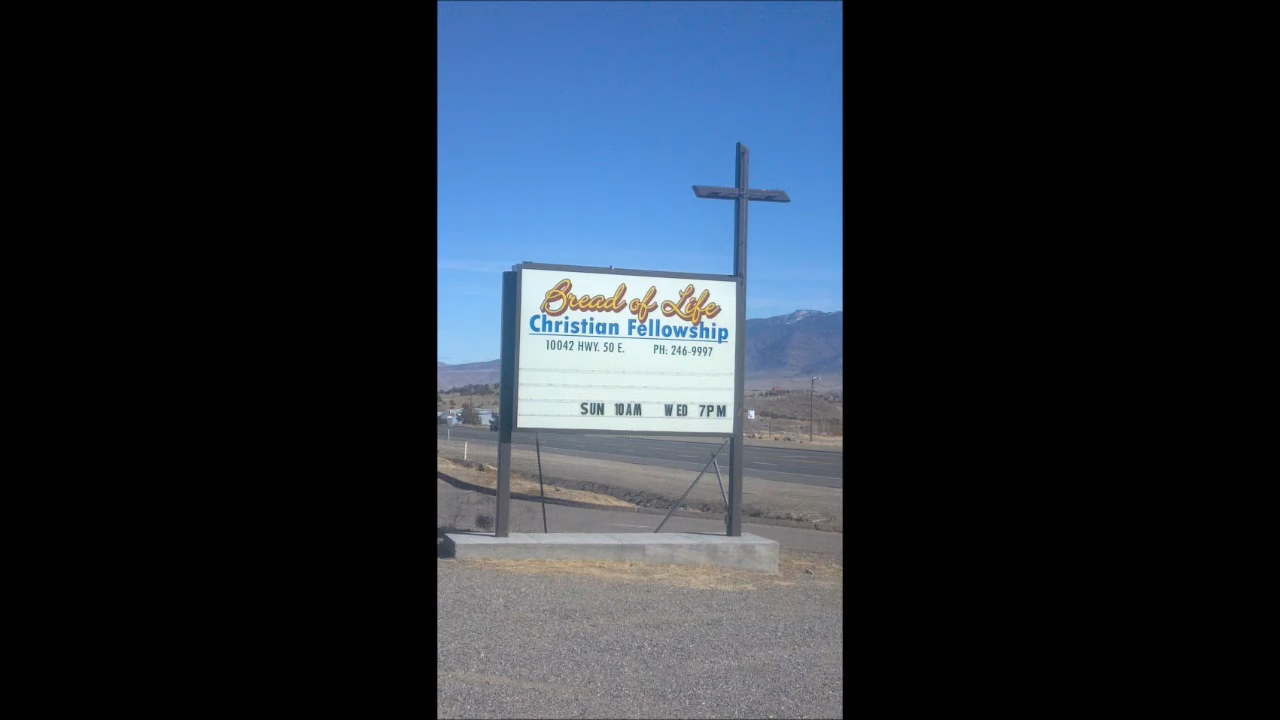 Bread of Life
Christian Fellowship
10042 HWY. 50 E. PH: 246-9997
SUN 10AM WED 7PM